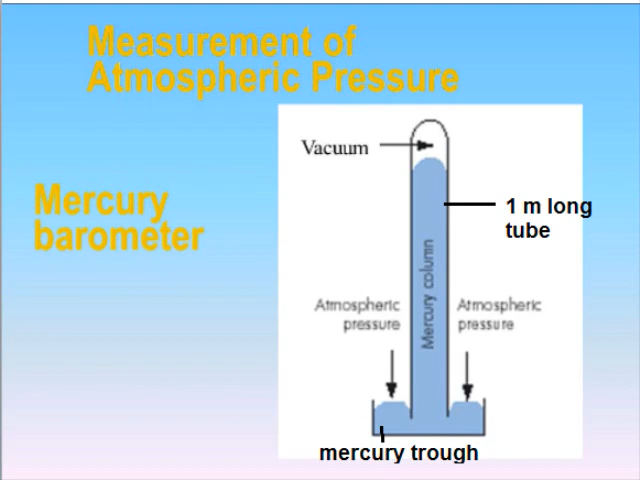 Measurement of
Atmospheric Pressure
Mercury
barometer
Vacuum
1 m long
tube
Mercury column
Atmospheric
pressure
Atmospheric
pressure
mercury trough